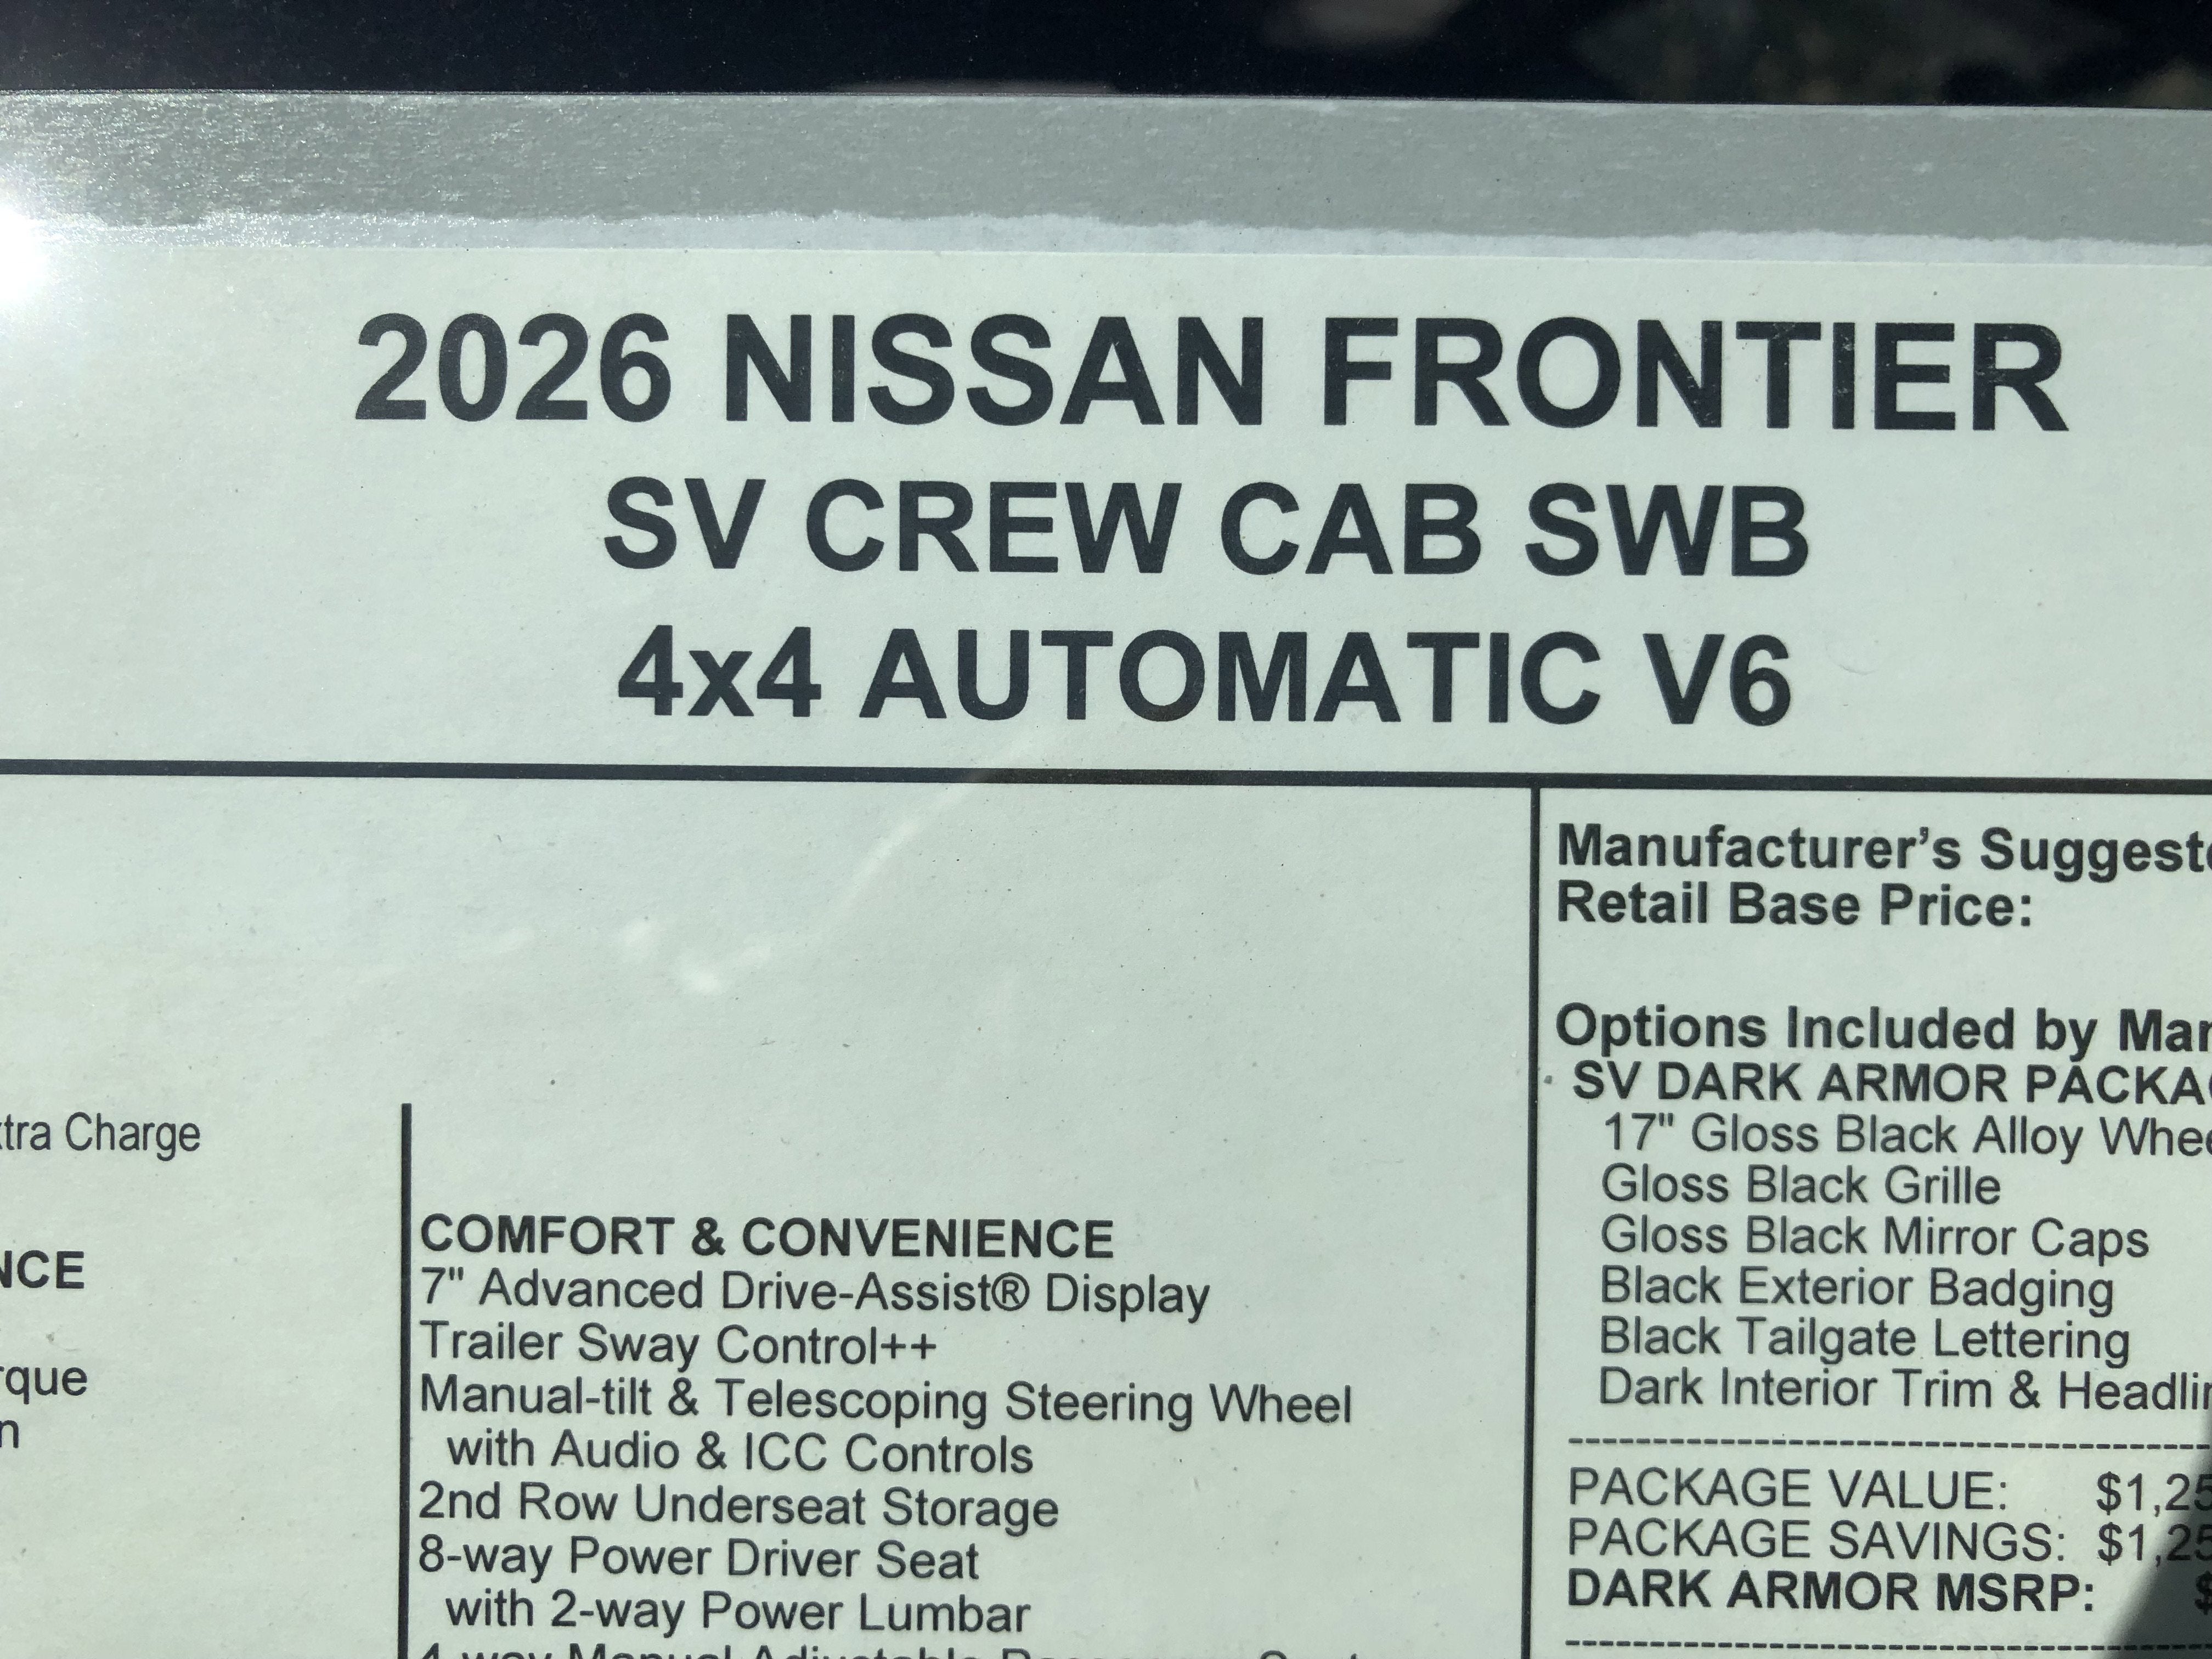 2026 NISSAN FRONTIER
SV CREW CAB SWB
4x4 AUTOMATIC V6
Charge
COMFORT & CONVENIENCE
7" Advanced Drive-Assist® Display
Trailer Sway Control++
Manual-tilt & Telescoping Steering Wheel
with Audio & ICC Controls
2nd Row Underseat Storage
8-way Power Driver Seat
with 2-way Power Lumbar
Manufacturer's
Retail Base Price:
Options Included by
SV DARK ARMOR
17" Gloss Black Alloy
Gloss Black Grille
Gloss Black Mirror Caps
Black Exterior Badging
Black Tailgate Lettering
Dark Interior Trim &
PACKAGE VALUE:
PACKAGE SAVINGS:
DARK ARMOR MSRP: